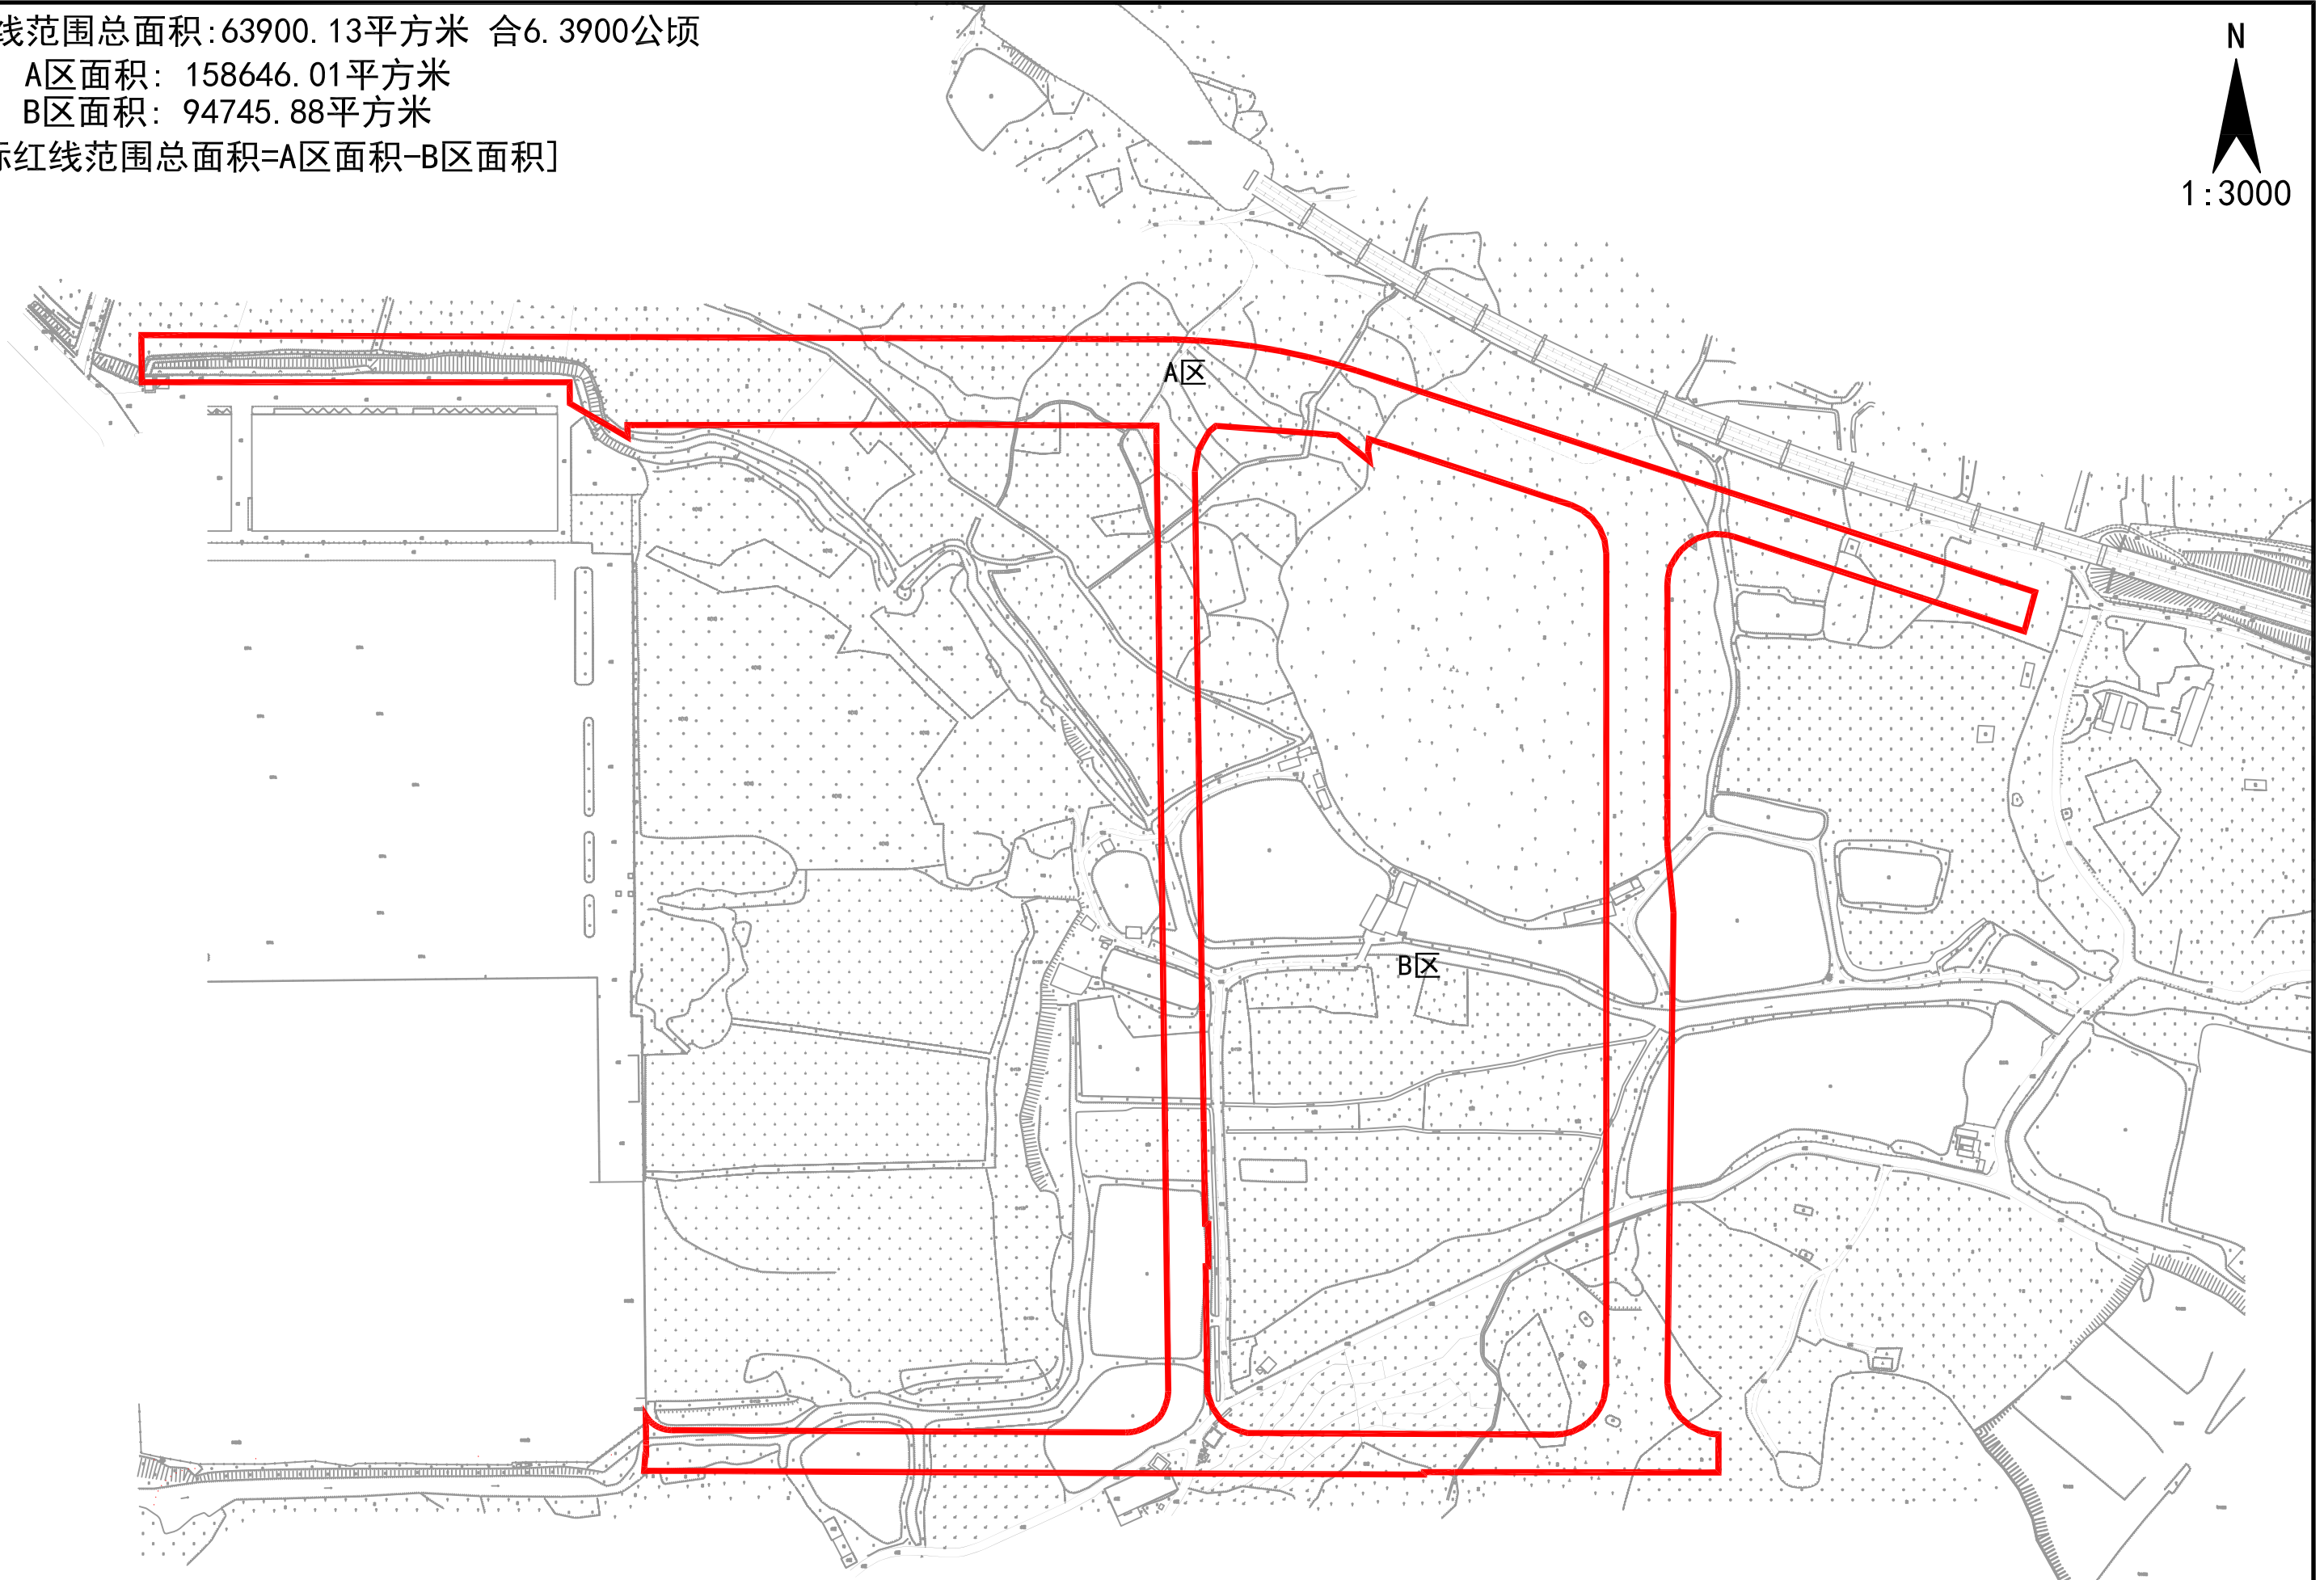 线范围总面积:63900.13平方米 合6.3900公顷
A区面积: 158646.01平方米
B区面积: 94745.88平方米
红线范围总面积=A区面积-B区面积]
N
1:3000
A区
B区